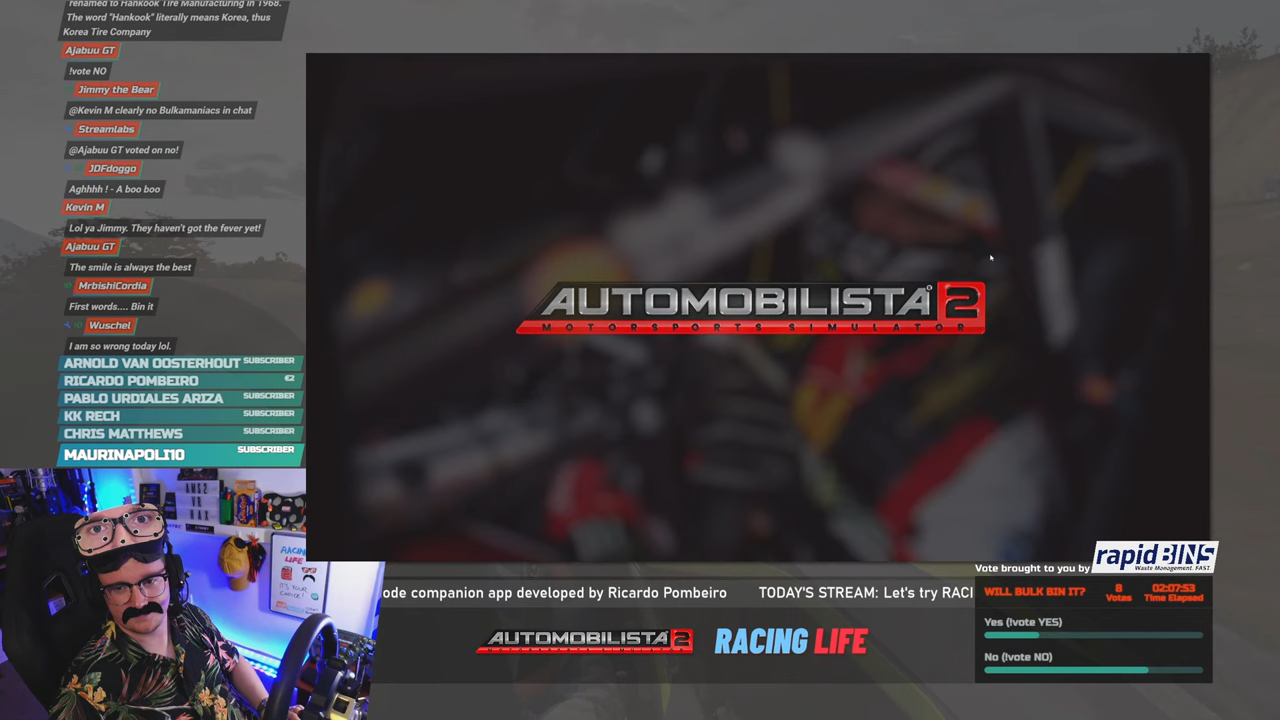 renamed to Hankook Tire Manufacturing in 1968.
The word "Hankook" literally means Korea, thus
Korea Tire Company
Ajabuu GT
!vote NO
Jimmy the Bear
@Kevin M clearly no Bulkamaniacs in chat
Streamlabs
@Ajabuu GT voted on no!
JDFdoggo
Aghhhh ! - A boo boo
Kevin M
Lol ya Jimmy. They haven't got the fever yet!
Ajabuu GT
The smile is always the best
MrbishiCordia
First words.... Bin it
Wuschel
I am so wrong today lol.
ARNOLD VAN OOSTERHOUT SUBSCRIBER
RICARDO POMBEIRO €2
PABLO URDIALES ARIZA SUBSCRIBER
KK RECH SUBSCRIBER
CHRIS MATTHEWS SUBSCRIBER
MAURINAPOLI10 SUBSCRIBER
AUTOMOBILISTA 2
MOTORSPORTS SIMULATOR
AMS2
VR
RACING
LIFE
IT'S YOUR
ode companion app developed by Ricardo Pombeiro TODAY'S STREAM: Let's try RACI
AUTOMOBILISTA 2
RACING LIFE
Vote brought to you by
rapid BINS
Waste Management. FAST.
WILL BULK BIN IT? 8 Votes 02:07:53 Time Elapsed
Yes (!vote YES)
No (!vote NO)